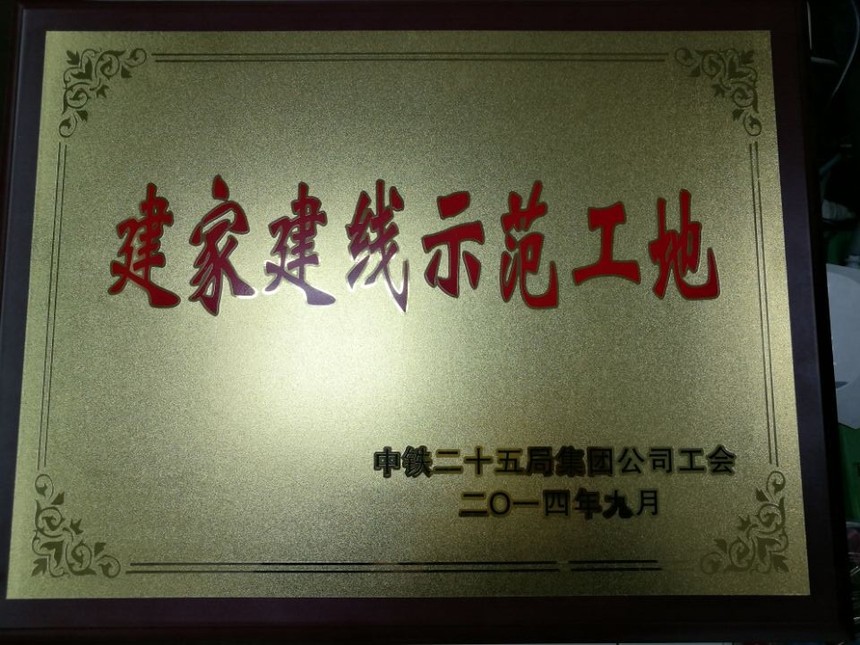 建家建线示范工地
中铁二十五局集团公司工会
二〇一四年九月